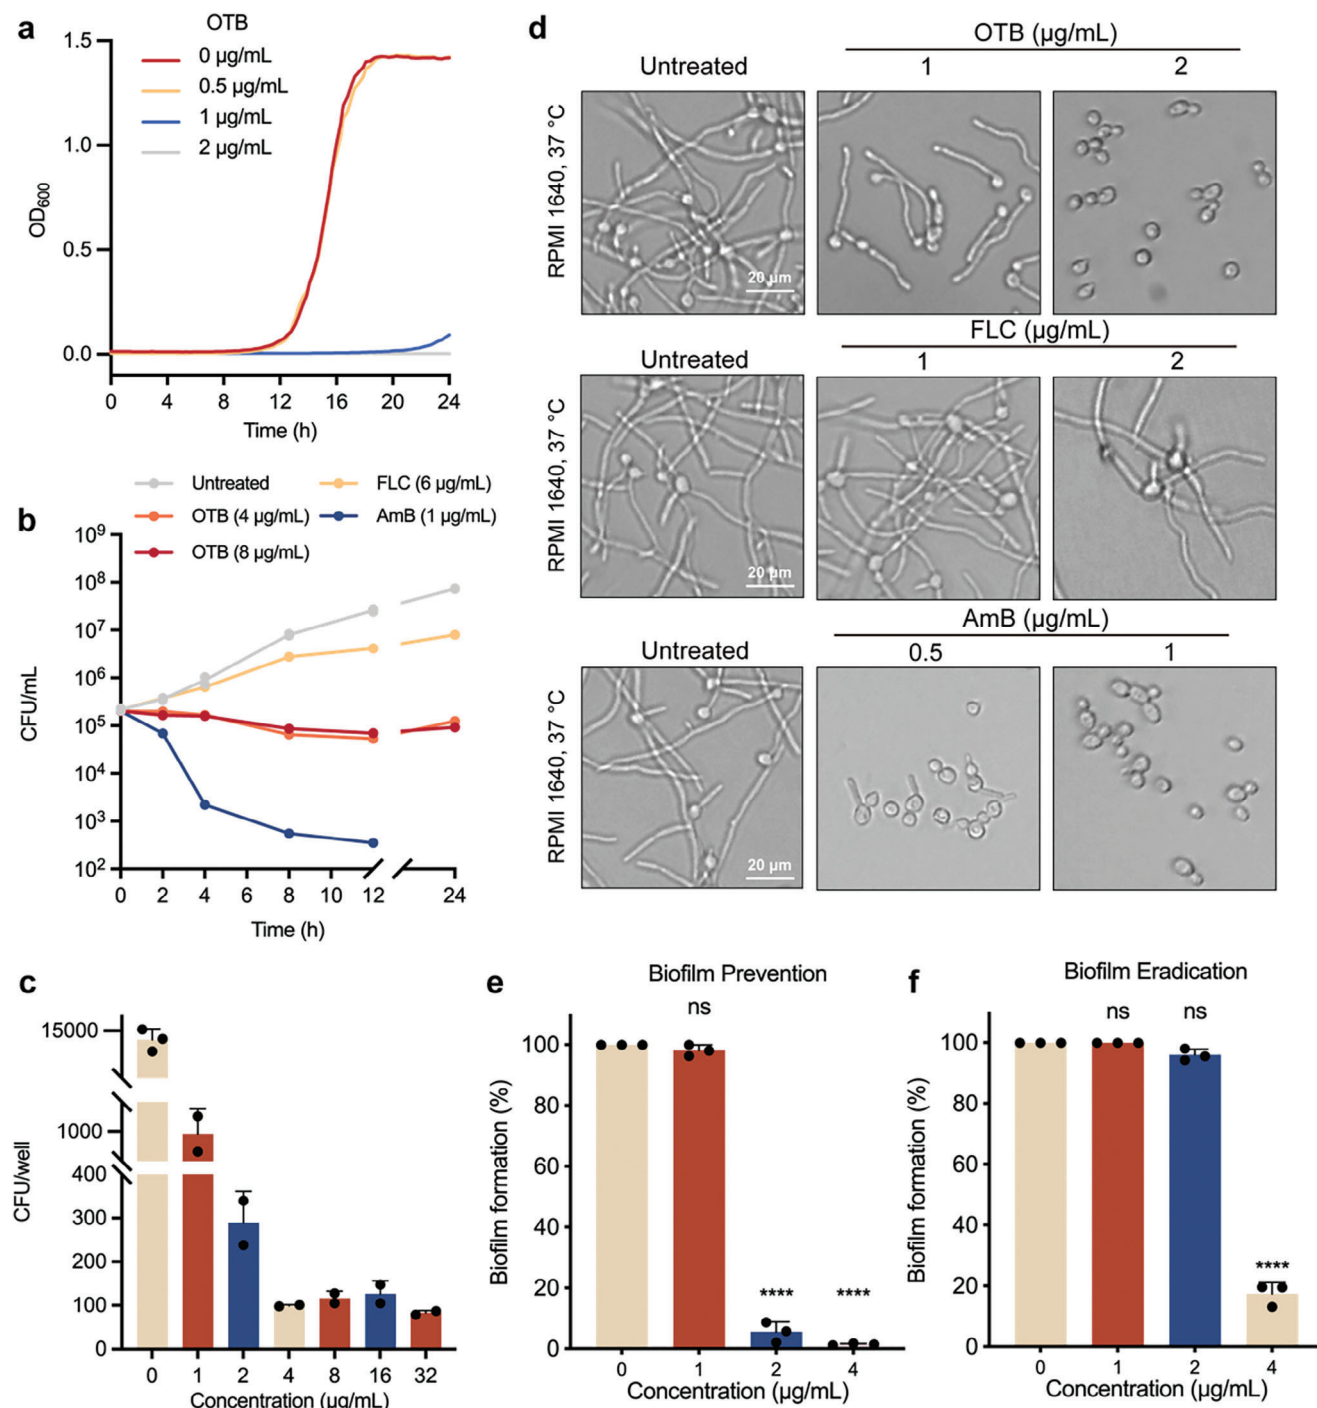 a
OTB
0 µg/mL
0.5 µg/mL
1 µg/mL
2 µg/mL
1.5
1.0
0.5
0.0
OD600
0 4 8 12 16 20 24
Time (h)
b
Untreated
FLC (6 µg/mL)
OTB (4 µg/mL)
AmB (1 µg/mL)
OTB (8 µg/mL)
10⁹
10⁸
10⁷
10⁶
10⁵
10⁴
10³
10²
CFU/mL
0 2 4 8 10 12 24
Time (h)
c
15000
1000
400
300
200
100
0
CFU/well
0 1 2 4 8 16 32
Concentration (µg/mL)
d
OTB (µg/mL)
Untreated 1 2
RPMI 1640, 37 °C
20 µm
FLC (µg/mL)
Untreated 1 2
RPMI 1640, 37 °C
20 µm
AmB (µg/mL)
Untreated 0.5 1
RPMI 1640, 37 °C
20 µm
e
Biofilm Prevention
ns
100
80
60
40
20
0
Biofilm formation (%)
**** ****
0 1 2 4
Concentration (µg/mL)
f
Biofilm Eradication
ns ns
100
80
60
40
20
0
Biofilm formation (%)
****
0 1 2 4
Concentration (µg/mL)